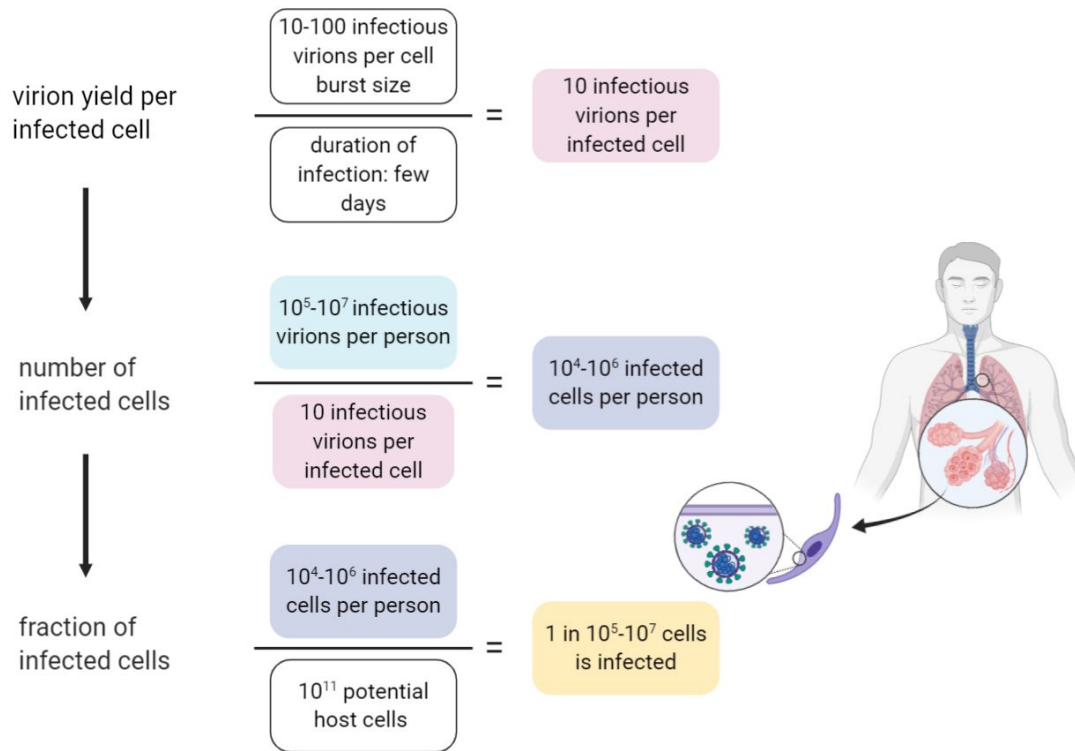 virion yield per
infected cell
10-100 infectious
virions per cell
burst size
duration of
infection: few
days
=
10 infectious
virions per
infected cell
number of
infected cells
10⁵-10⁷ infectious
virions per person
10 infectious
virions per
infected cell
=
10⁴-10⁶ infected
cells per person
fraction of
infected cells
10⁴-10⁶ infected
cells per person
10¹¹ potential
host cells
=
1 in 10⁵-10⁷ cells
is infected